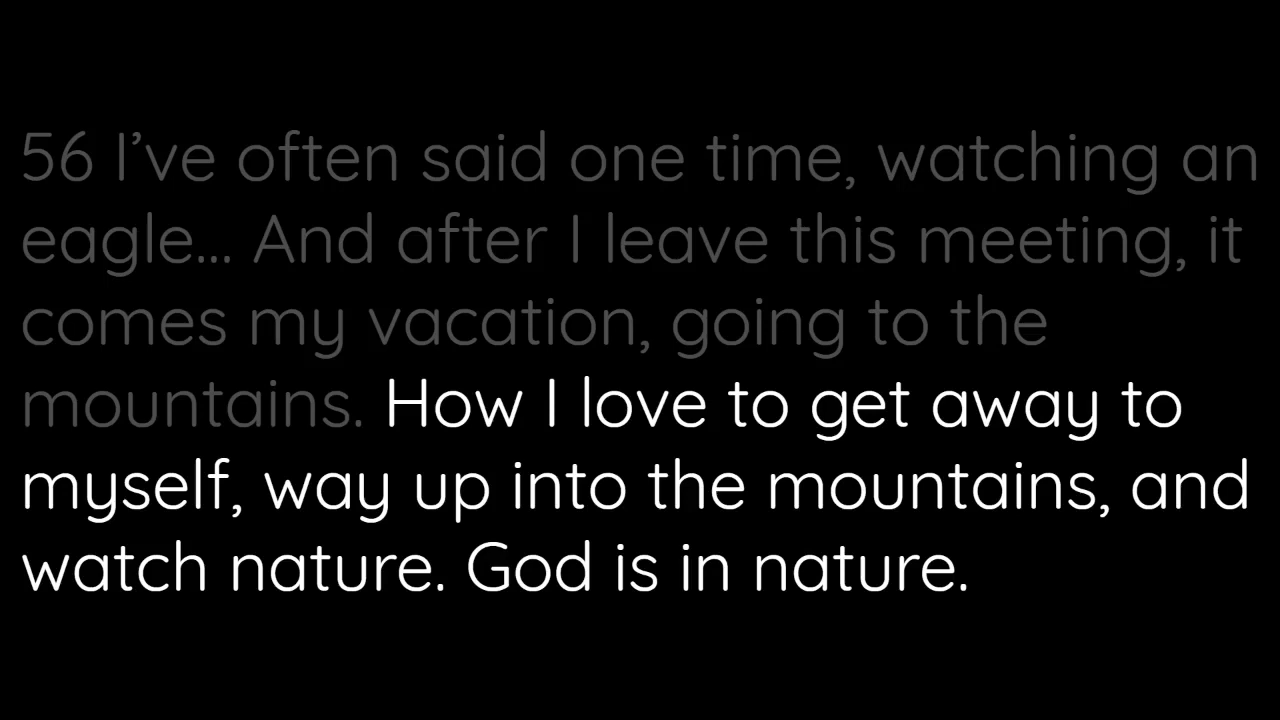 56 I’ve often said one time, watching an
eagle... And after I leave this meeting, it
comes my vacation, going to the
mountains. How I love to get away to
myself, way up into the mountains, and
watch nature. God is in nature.